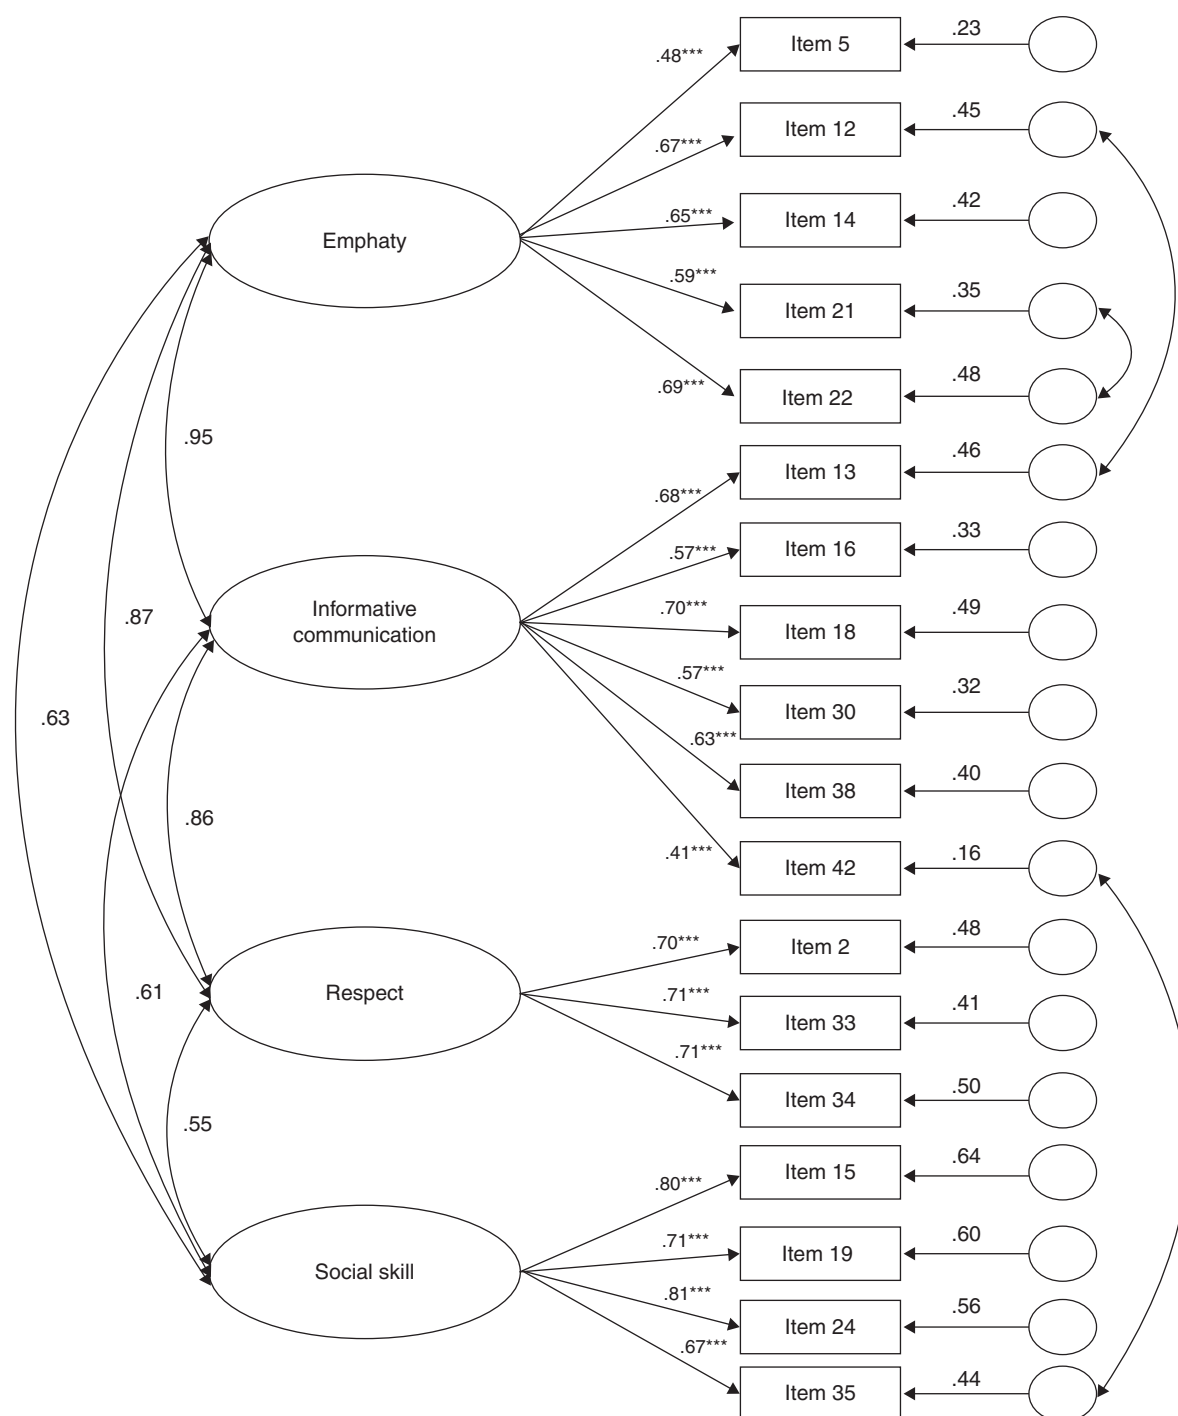 .48***
Item 5
.23
.67***
Item 12
.45
.65***
Item 14
.42
Emphaty
.59***
Item 21
.35
.69***
Item 22
.48
.95
.68***
Item 13
.46
.57***
Item 16
.33
Informative
communication
.70***
Item 18
.49
.87
.57***
Item 30
.32
.63
.63***
Item 38
.40
.86
.41***
Item 42
.16
.70***
Item 2
.48
.61
Respect
.71***
Item 33
.41
.71***
Item 34
.50
.55
.80***
Item 15
.64
.71***
Item 19
.60
Social skill
.81***
Item 24
.56
.67***
Item 35
.44